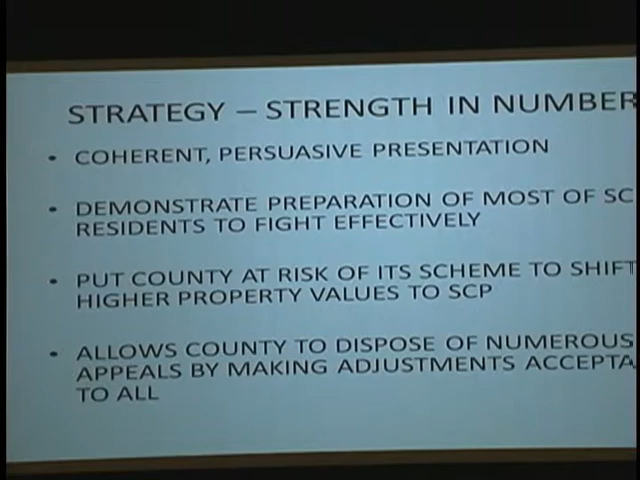 STRATEGY – STRENGTH IN NUMBER
• COHERENT, PERSUASIVE PRESENTATION
• DEMONSTRATE PREPARATION OF MOST OF SC
RESIDENTS TO FIGHT EFFECTIVELY
• PUT COUNTY AT RISK OF ITS SCHEME TO SHIFT
HIGHER PROPERTY VALUES TO SCP
• ALLOWS COUNTY TO DISPOSE OF NUMEROUS
APPEALS BY MAKING ADJUSTMENTS ACCEPTA
TO ALL